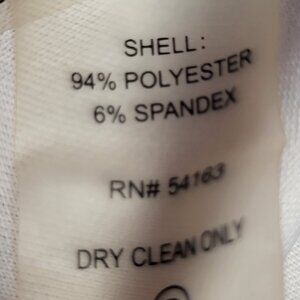 SHELL:
94% POLYESTER
6% SPANDEX
RN# 54163
DRY CLEAN ONLY